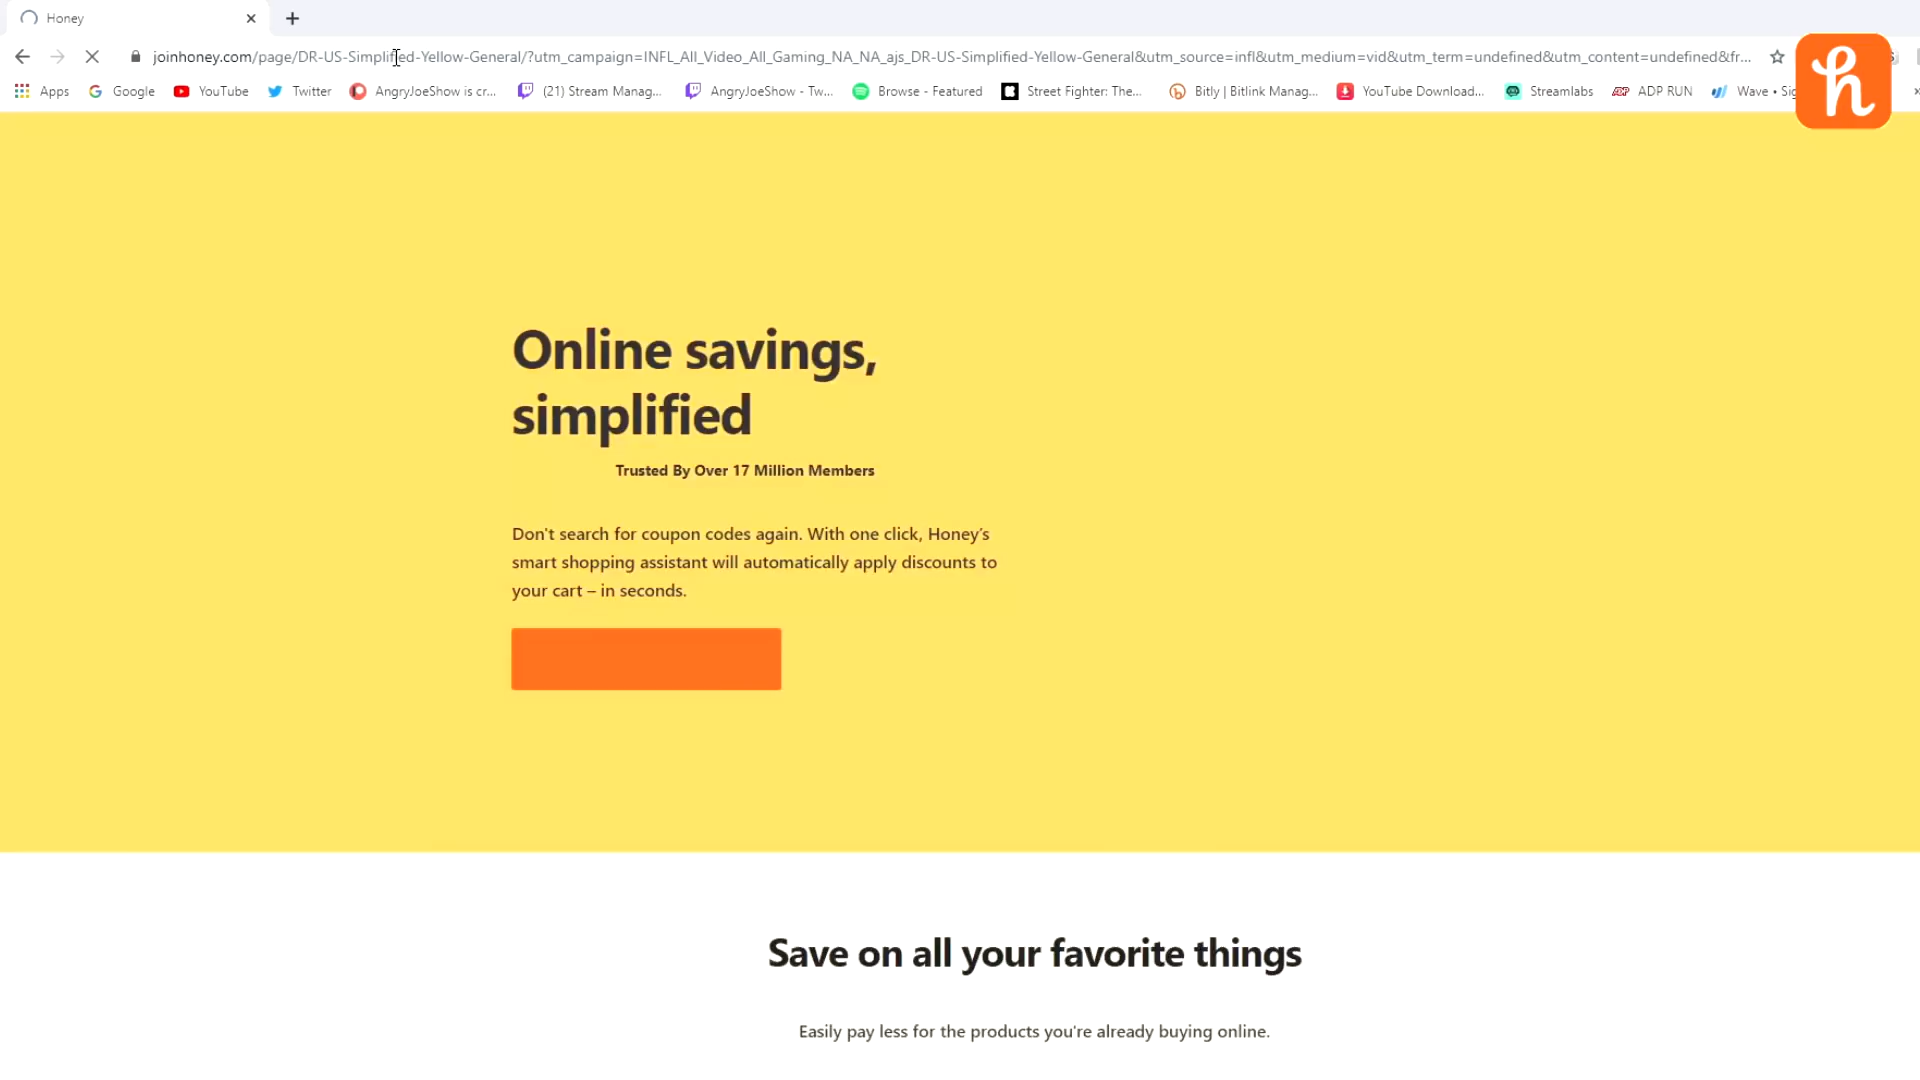 Honey
joinhoney.com/page/DR-US-Simplified-Yellow-General/?utm_campaign=INFL_All_Video_All_Gaming_NA_NA_ajs_DR-US-Simplified-Yellow-General&utm_source=infl&utm_medium=vid&utm_term=undefined&utm_content=undefined&fr...
Apps Google YouTube Twitter AngryJoeShow is cr... (21) Stream Manag... AngryJoeShow - Tw... Browse - Featured Street Fighter: The... Bitly | Bitlink Manag... YouTube Download... Streamlabs ADP RUN Wave • Sig
h
Online savings,
simplified
Trusted By Over 17 Million Members
Don't search for coupon codes again. With one click, Honey's
smart shopping assistant will automatically apply discounts to
your cart – in seconds.
Save on all your favorite things
Easily pay less for the products you're already buying online.